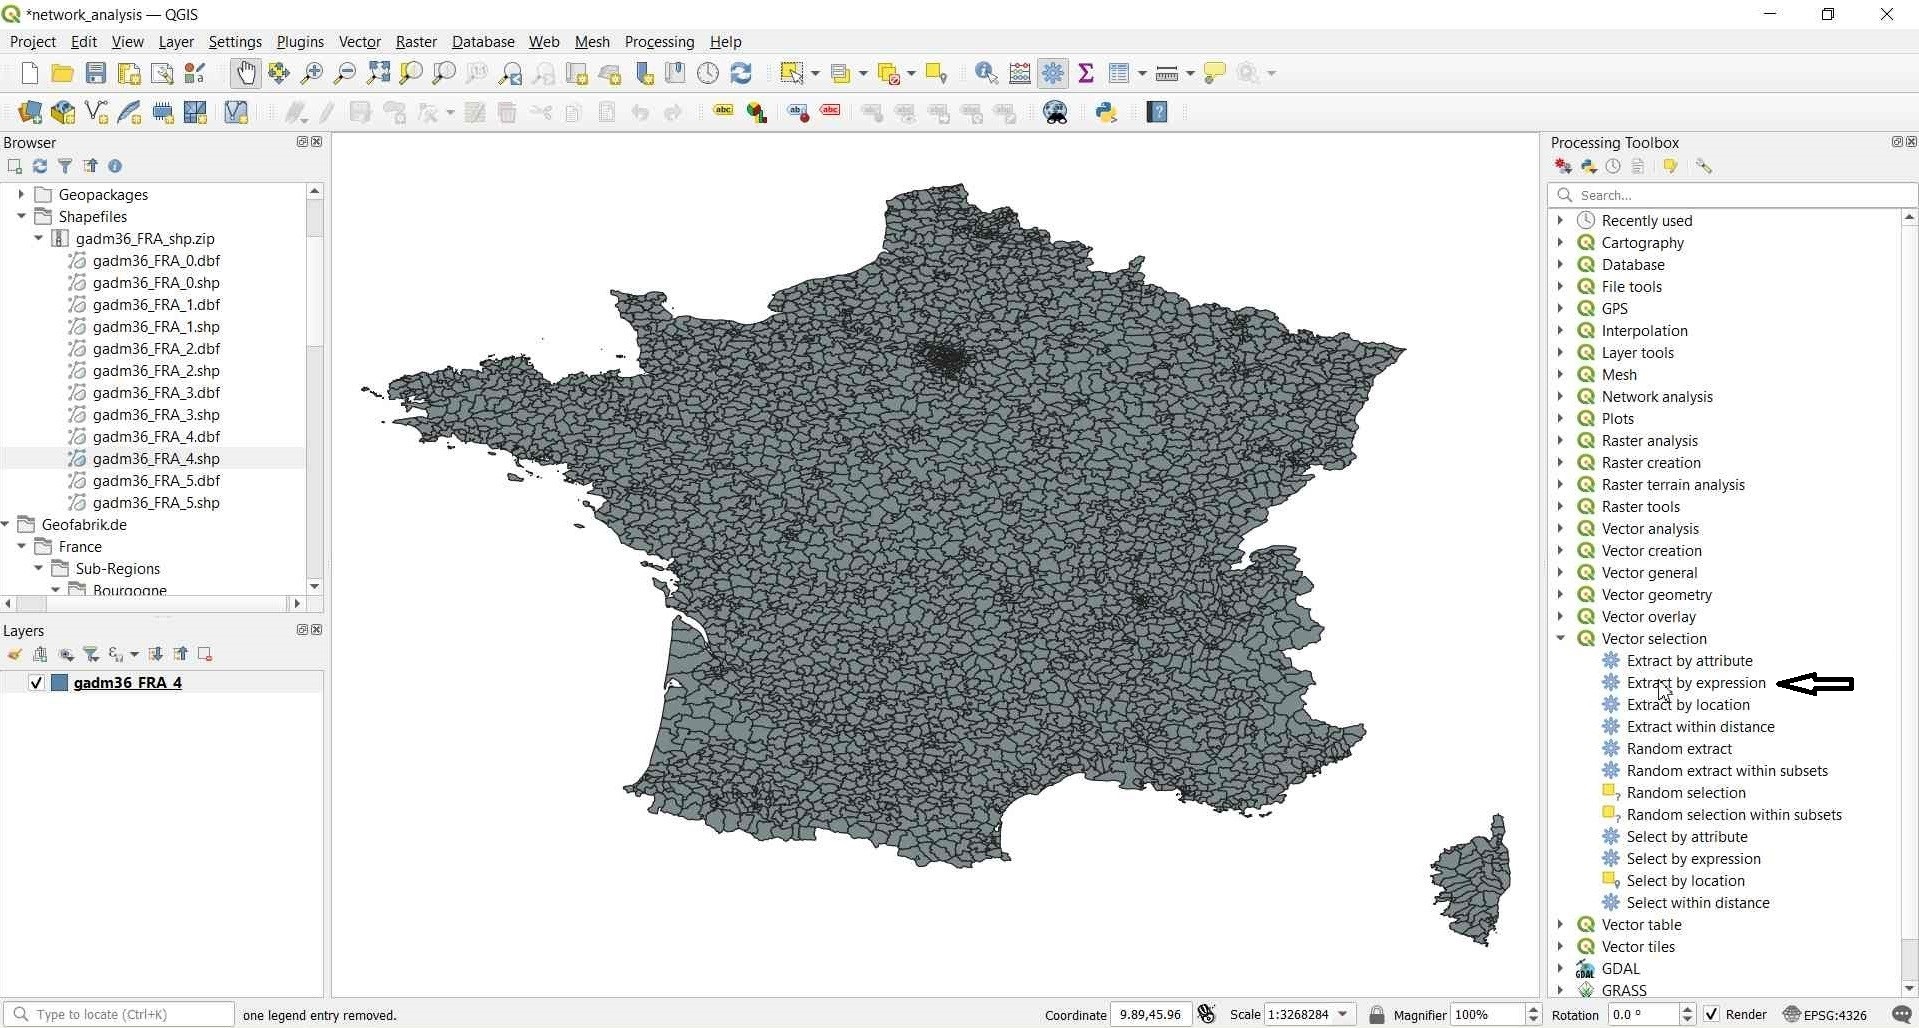 *network_analysis — QGIS
Project Edit View Layer Settings Plugins Vector Raster Database Web Mesh Processing Help
abc abc abc
Browser
Geopackages
Shapefiles
gadm36_FRA_shp.zip
gadm36_FRA_0.dbf
gadm36_FRA_0.shp
gadm36_FRA_1.dbf
gadm36_FRA_1.shp
gadm36_FRA_2.dbf
gadm36_FRA_2.shp
gadm36_FRA_3.dbf
gadm36_FRA_3.shp
gadm36_FRA_4.dbf
gadm36_FRA_4.shp
gadm36_FRA_5.dbf
gadm36_FRA_5.shp
Geofabrik.de
France
Sub-Regions
Bourgogne
Layers
gadm36 FRA 4
Processing Toolbox
Search...
Recently used
Cartography
Database
File tools
GPS
Interpolation
Layer tools
Mesh
Network analysis
Plots
Raster analysis
Raster creation
Raster terrain analysis
Raster tools
Vector analysis
Vector creation
Vector general
Vector geometry
Vector overlay
Vector selection
Extract by attribute
Extract by expression
Extract by location
Extract within distance
Random extract
Random extract within subsets
Random selection
Random selection within subsets
Select by attribute
Select by expression
Select by location
Select within distance
Vector table
Vector tiles
GDAL
GRASS
Type to locate (Ctrl+K) one legend entry removed. Coordinate 9.89,45.96 Scale 1:3268284 Magnifier 100% Rotation 0.0 ° Render EPSG:4326